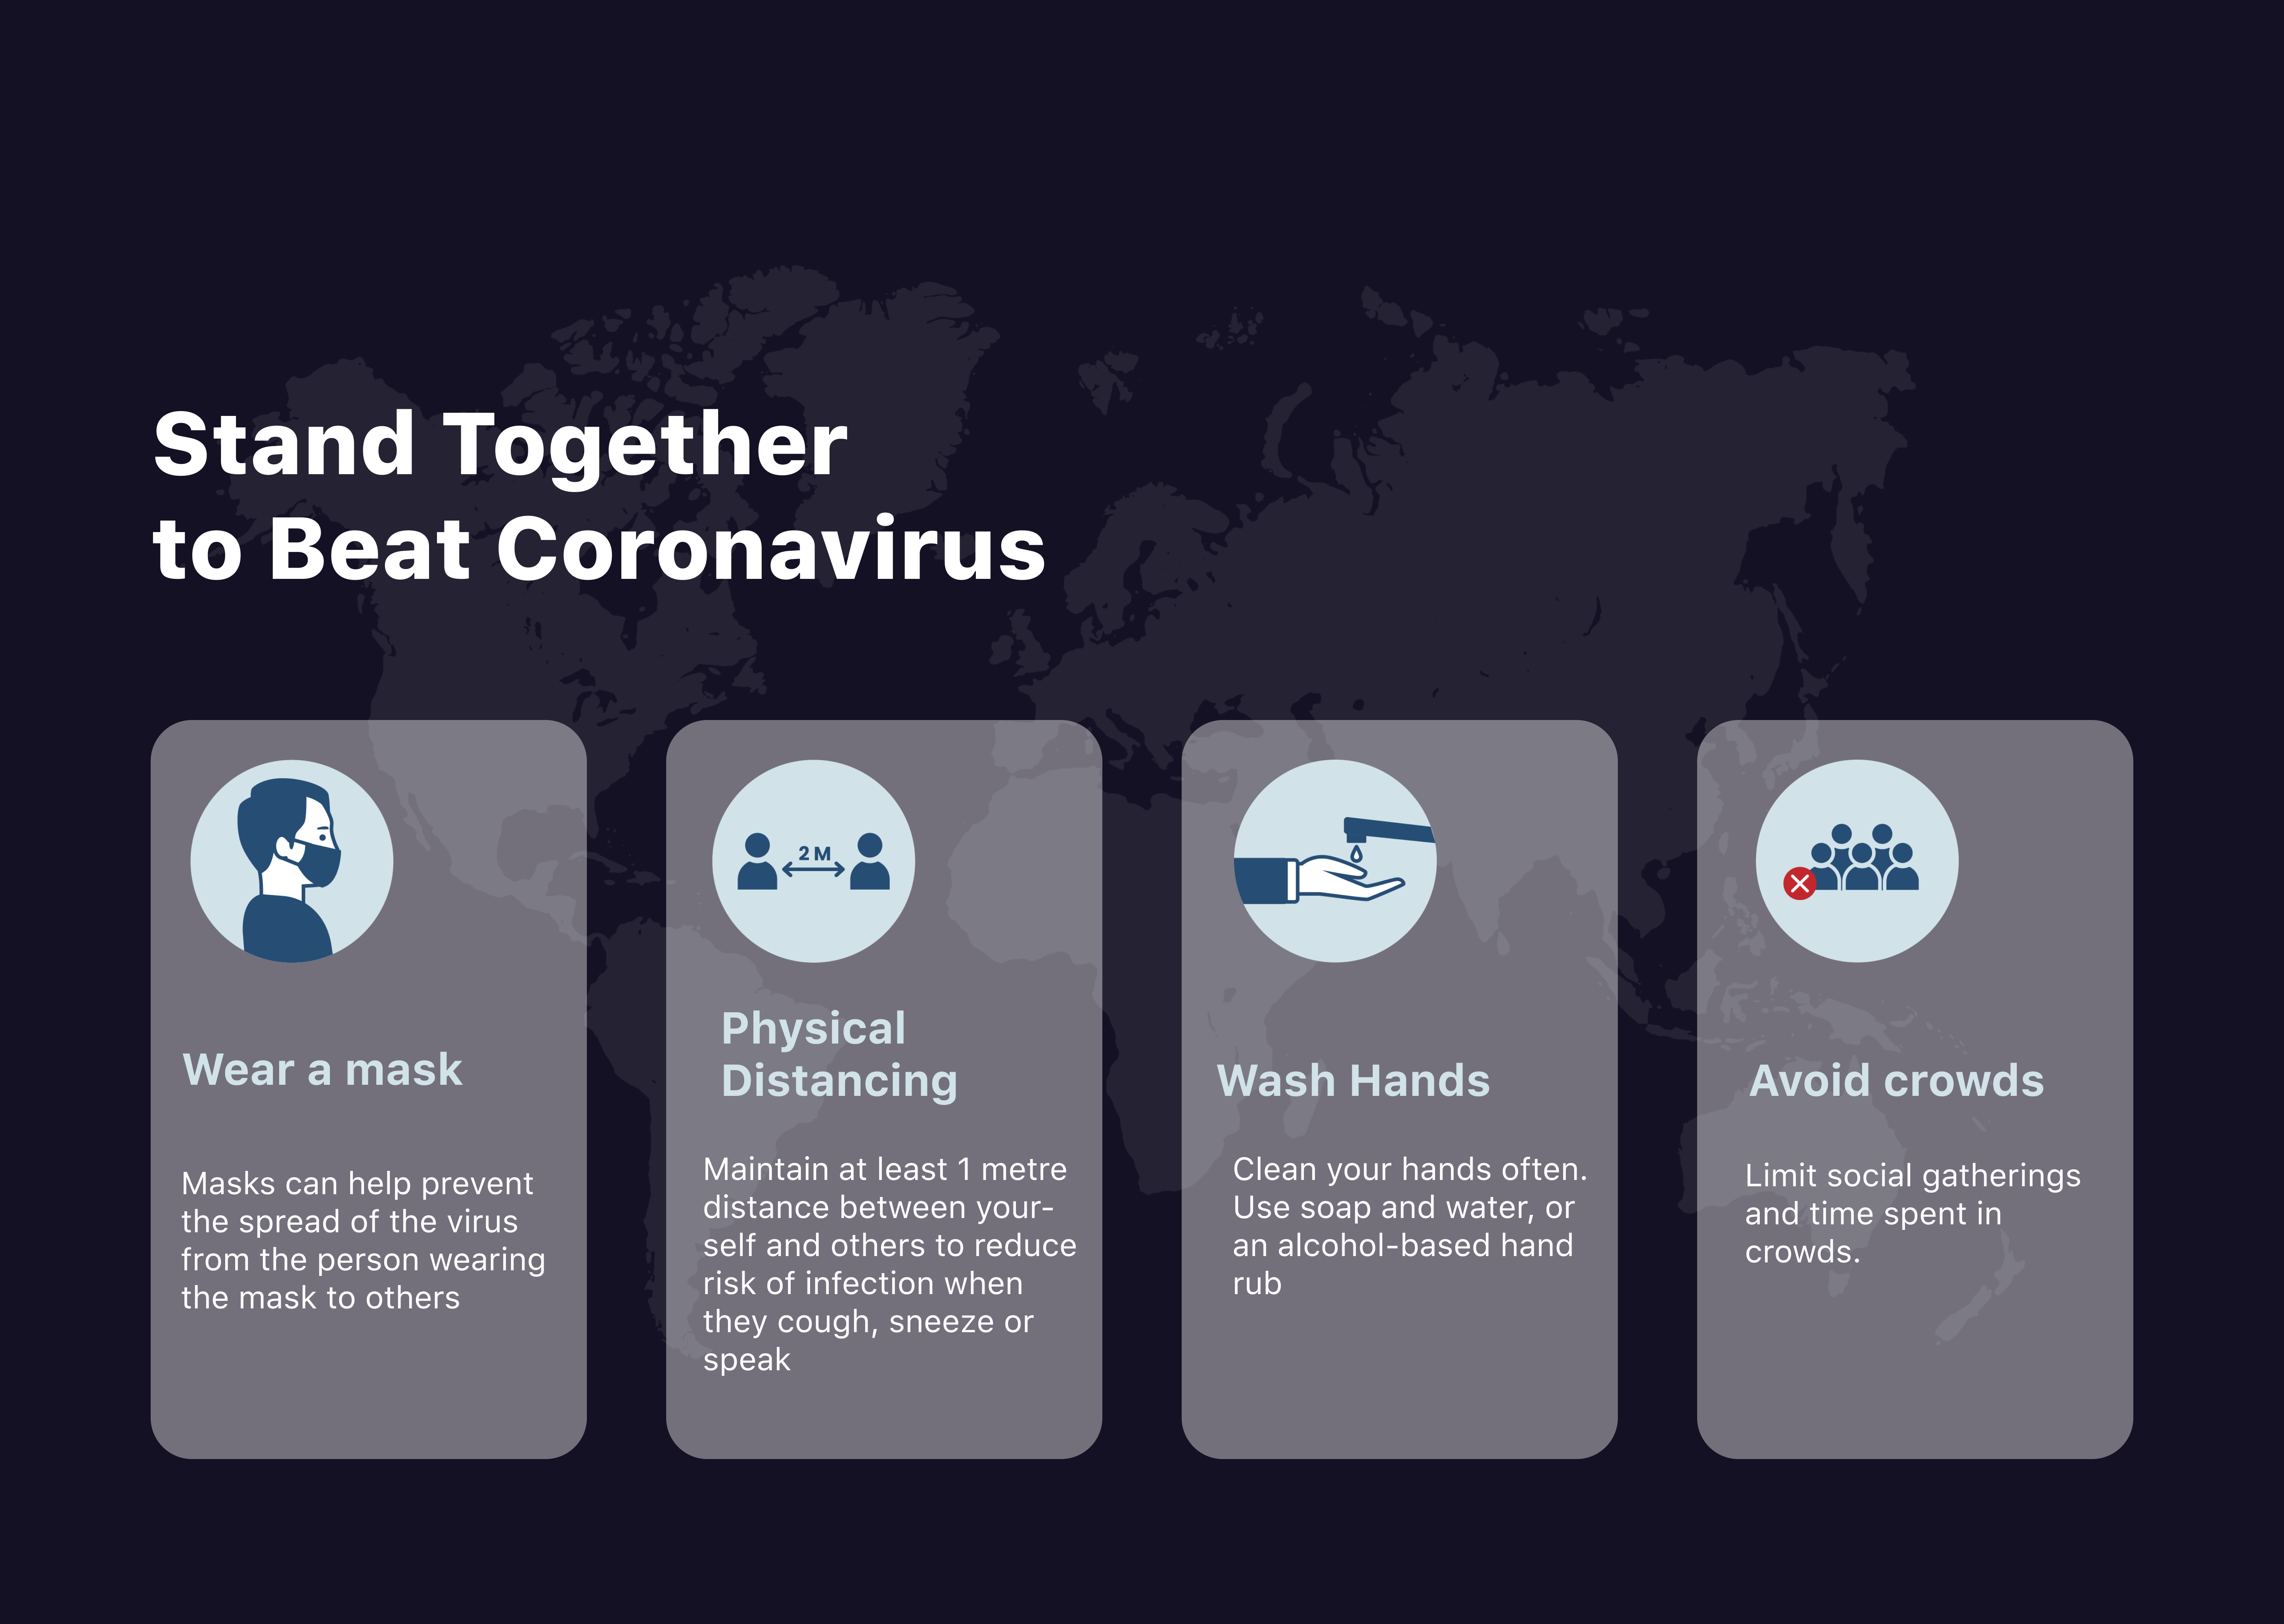 Stand Together
to Beat Coronavirus
Wear a mask
Masks can help prevent
the spread of the virus
from the person wearing
the mask to others
2 M
Physical
Distancing
Maintain at least 1 metre
distance between your-
self and others to reduce
risk of infection when
they cough, sneeze or
speak
Wash Hands
Clean your hands often.
Use soap and water, or
an alcohol-based hand
rub
Avoid crowds
Limit social gatherings
and time spent in
crowds.